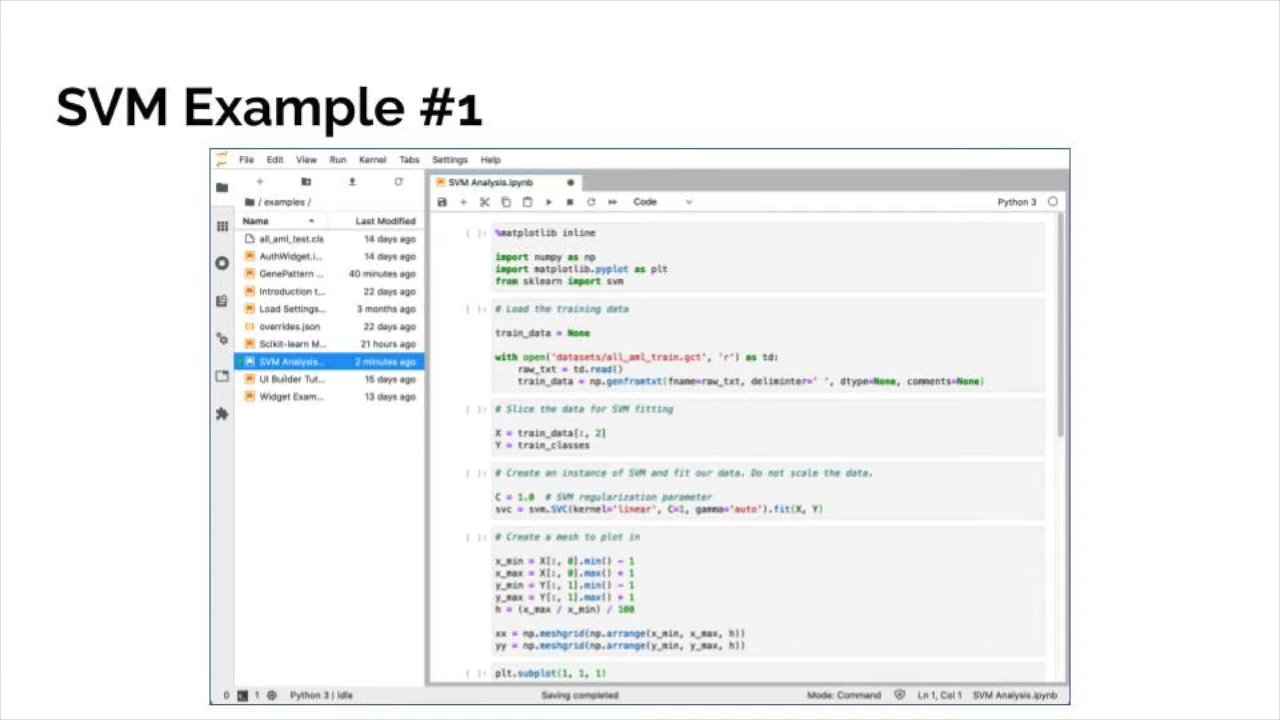 SVM Example #1
File Edit View Run Kernel Tabs Settings Help
SVM Analysis.ipynb
/ examples /
Code
Python 3
Name Last Modified
all_aml_test.cls 14 days ago
AuthWidget.i... 14 days ago
GenePattern ... 40 minutes ago
Introduction t... 22 days ago
Load Settings... 3 months ago
overrides.json 22 days ago
Scikit-learn M... 21 hours ago
SVM Analysis... 2 minutes ago
UI Builder Tut... 15 days ago
Widget Exam... 13 days ago
[ ]: %matplotlib inline
import numpy as np
import matplotlib.pyplot as plt
from sklearn import svm
[ ]: # Load the training data
train_data = None
with open('datasets/all_aml_train.gct', 'r') as td:
raw_txt = td.read()
train_data = np.genfromtxt(fname=raw_txt, deliminter=' ', dtype=None, comments=None)
[ ]: # Slice the data for SVM fitting
X = train_data[:, 2]
Y = train_classes
[ ]: # Create an instance of SVM and fit our data. Do not scale the data.
C = 1.0 # SVM regularization parameter
svc = svm.SVC(kernel='linear', C=1, gamma='auto').fit(X, Y)
[ ]: # Create a mesh to plot in
x_min = X[:, 0].min() - 1
x_max = X[:, 0].max() + 1
y_min = Y[:, 1].min() - 1
y_max = Y[:, 1].max() + 1
h = (x_max / x_min) / 100
xx = np.meshgrid(np.arrange(x_min, x_max, h))
yy = np.meshgrid(np.arrange(y_min, y_max, h))
[ ]: plt.subplot(1, 1, 1)
0 1 Python 3 | Idle Saving completed Mode: Command Ln 1, Col 1 SVM Analysis.ipynb